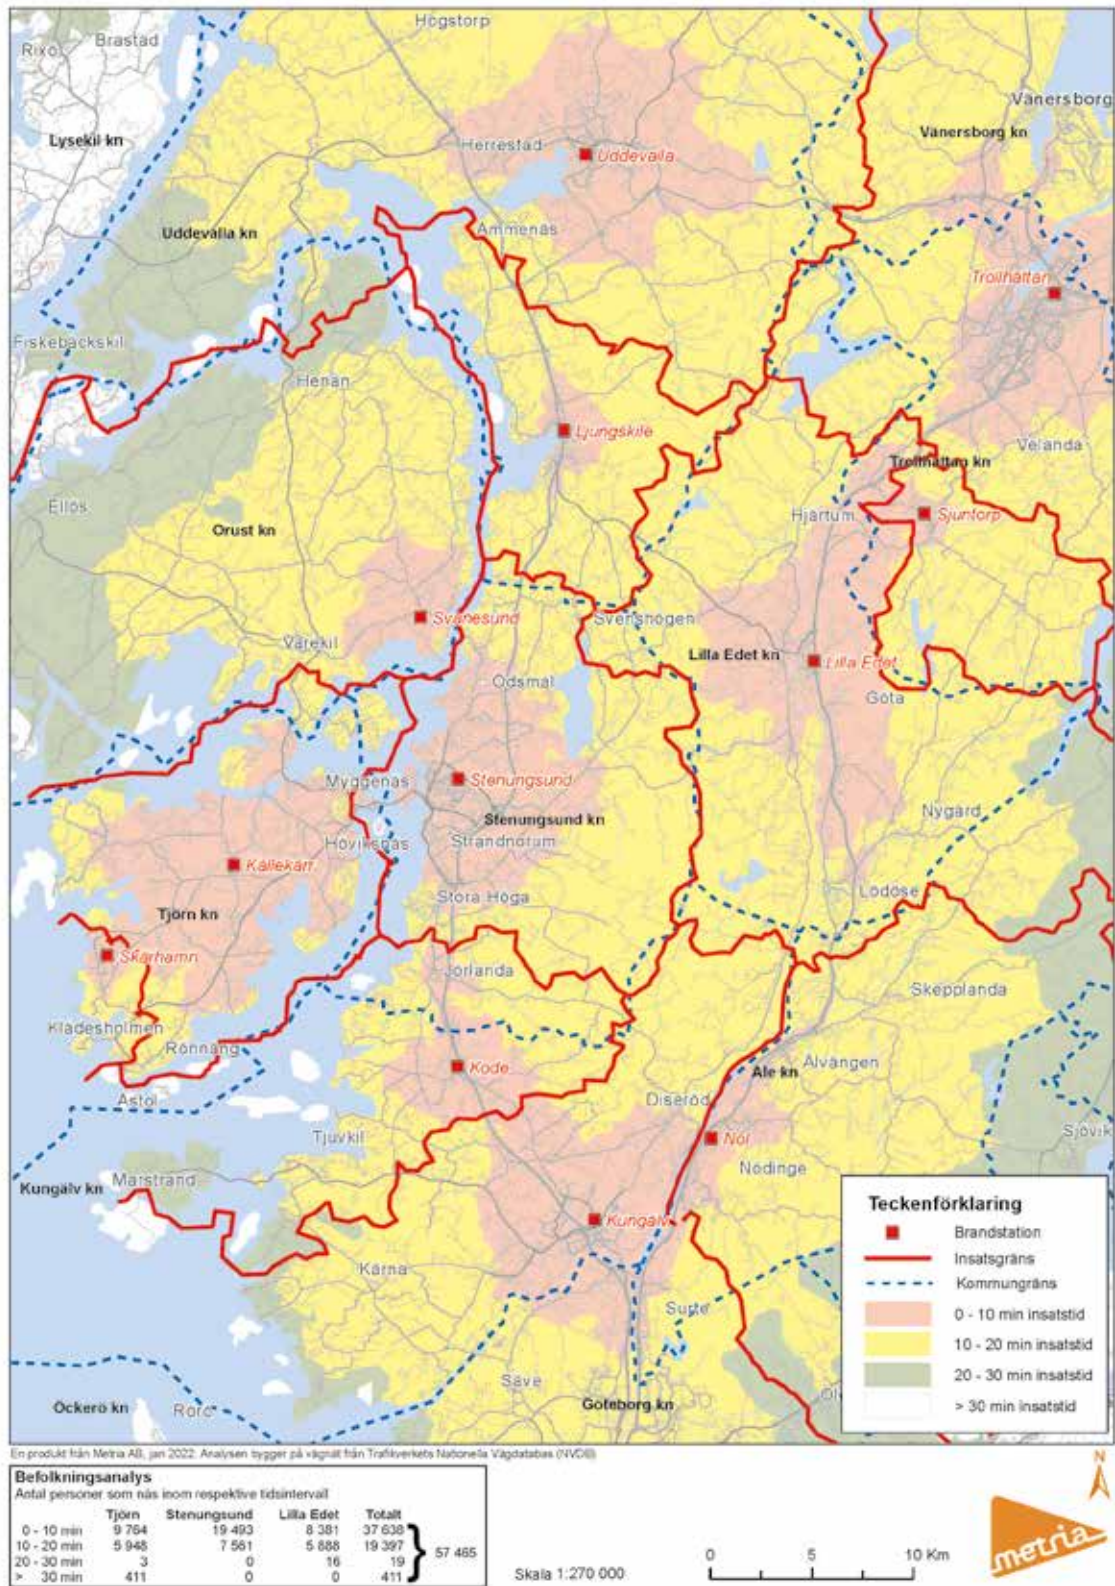 Högstorp
Brastad
Rixö
Vänersborg
Vänersborg kn
Lysekil kn
Herrestad
Uddevalla
Uddevalla kn
Ammenäs
Trollhättan
Fiskebäckskil
Henån
Ljungskile
Velanda
Trollhättan kn
Ellös
Hjärtum
Sjuntorp
Orust kn
Svanesund
Svenshögen
Varekil
Lilla Edet kn
Lilla Edet
Ödsmål
Göta
Myggenäs
Stenungsund
Nygård
Stenungsund kn
Höviksnäs
Strandnorum
Källekärr
Stora Höga
Lödöse
Tjörn kn
Skärhamn
Jörlanda
Skepplanda
Klädesholmen
Rönnäng
Kode
Ale kn
Älvängen
Diseröd
Åstol
Tjuvkil
Nol
Sjövik
Nödinge
Marstrand
Kungälv kn
Kungälv
Kärna
Surte
Säve
Öckerö kn
Rörö
Göteborg kn
Teckenförklaring
Brandstation
Insatsgräns
Kommungräns
0 - 10 min insatstid
10 - 20 min insatstid
20 - 30 min insatstid
> 30 min insatstid
En produkt från Metria AB, jan 2022. Analysen bygger på vägnät från Trafikverkets Nationella Vägdatabas (NVDB)
Befolkningsanalys
Antal personer som nås inom respektive tidsintervall
Tjörn Stenungsund Lilla Edet Totalt
0 - 10 min 9 764 19 493 8 381 37 638
10 - 20 min 5 948 7 561 5 888 19 397
20 - 30 min 3 0 16 19
> 30 min 411 0 0 411
57 465
Skala 1:270 000
0 5 10 Km
N
metria